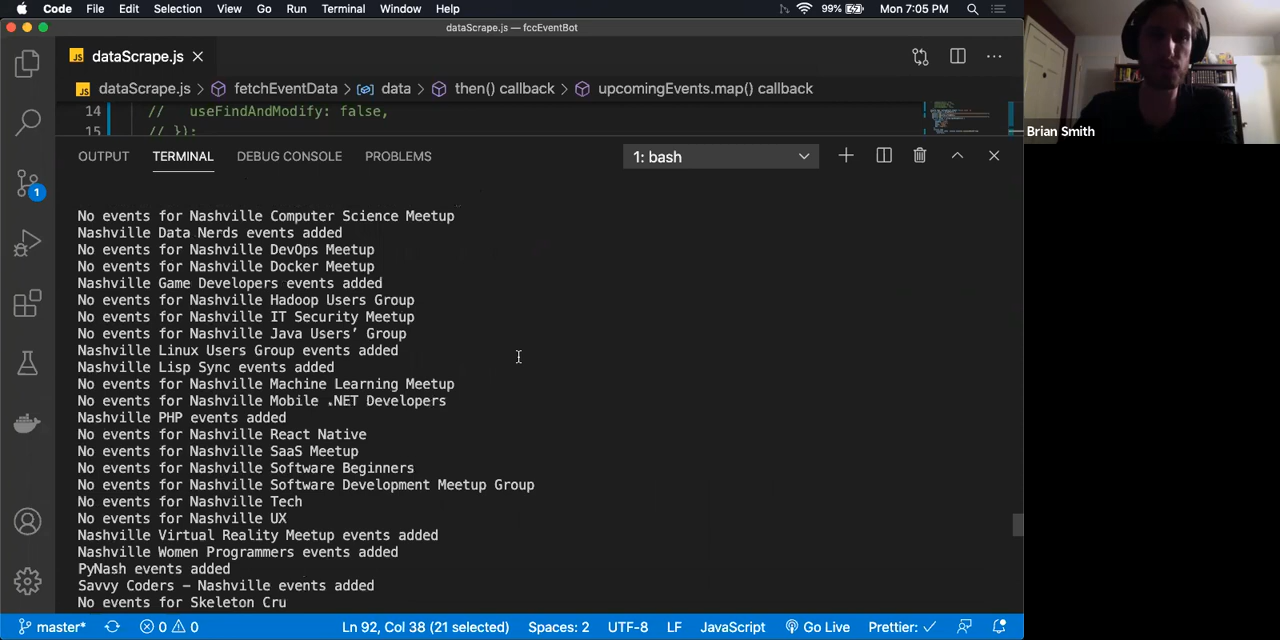 Code File Edit Selection View Go Run Terminal Window Help 99% Mon 7:05 PM
dataScrape.js — fccEventBot
JS dataScrape.js
JS dataScrape.js > fetchEventData > data > then() callback > upcomingEvents.map() callback
14 // useFindAndModify: false,
15 // });
Brian Smith
OUTPUT TERMINAL DEBUG CONSOLE PROBLEMS 1: bash
1
No events for Nashville Computer Science Meetup
Nashville Data Nerds events added
No events for Nashville DevOps Meetup
No events for Nashville Docker Meetup
Nashville Game Developers events added
No events for Nashville Hadoop Users Group
No events for Nashville IT Security Meetup
No events for Nashville Java Users’ Group
Nashville Linux Users Group events added
Nashville Lisp Sync events added
No events for Nashville Machine Learning Meetup
No events for Nashville Mobile .NET Developers
Nashville PHP events added
No events for Nashville React Native
No events for Nashville SaaS Meetup
No events for Nashville Software Beginners
No events for Nashville Software Development Meetup Group
No events for Nashville Tech
No events for Nashville UX
Nashville Virtual Reality Meetup events added
Nashville Women Programmers events added
PyNash events added
Savvy Coders – Nashville events added
No events for Skeleton Cru
master* 0 0 Ln 92, Col 38 (21 selected) Spaces: 2 UTF-8 LF JavaScript Go Live Prettier: ✓